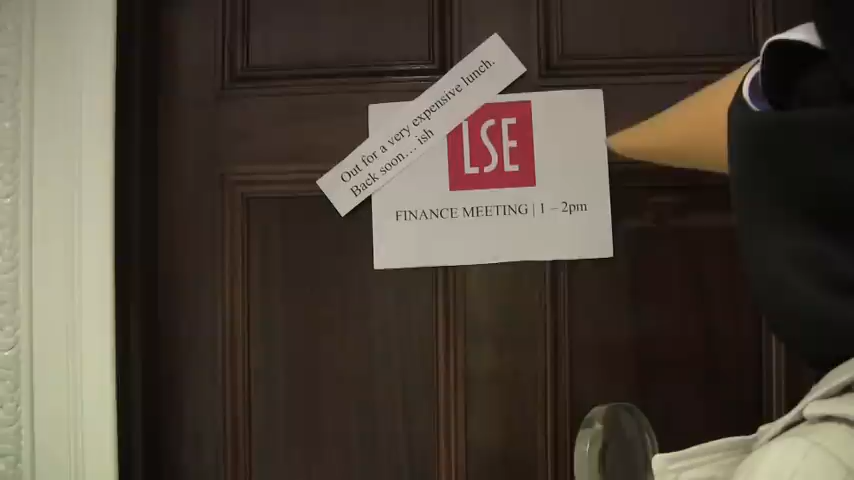 Out for a very expensive lunch.
Back soon... ish
LSE
FINANCE MEETING | 1 – 2pm